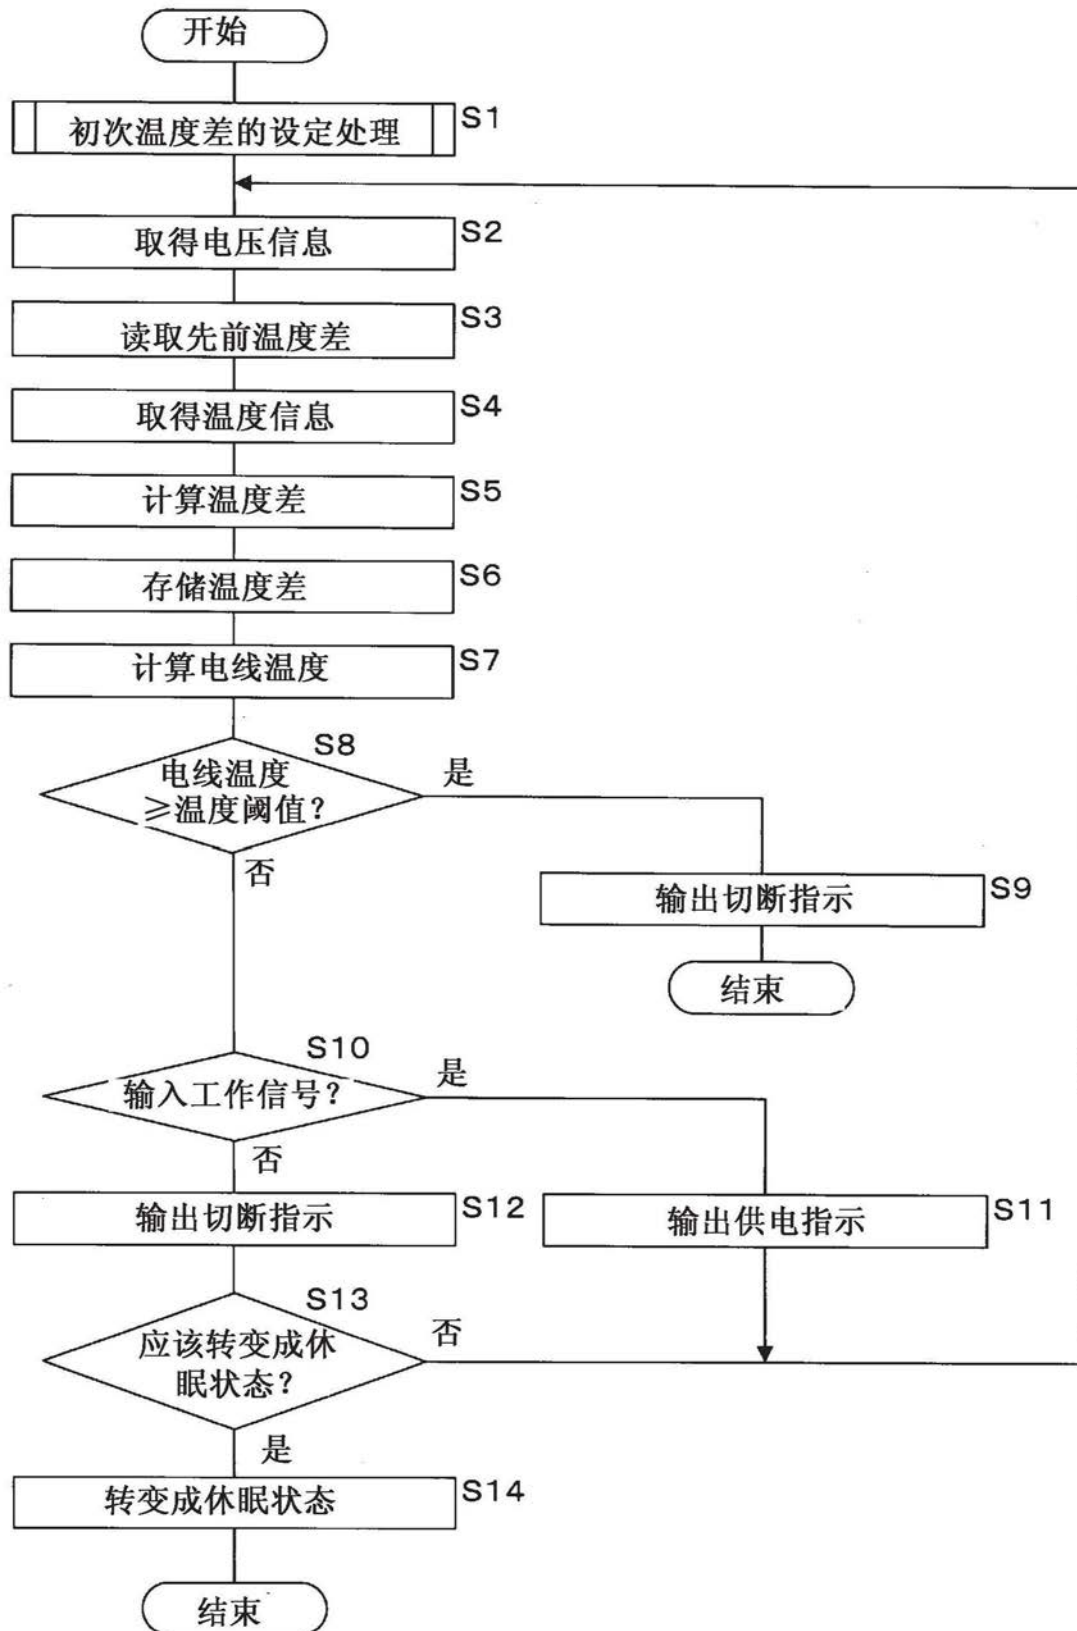 开始
初次温度差的设定处理
S1
取得电压信息
S2
读取先前温度差
S3
取得温度信息
S4
计算温度差
S5
存储温度差
S6
计算电线温度
S7
S8
电线温度
≥温度阈值？
是
否
输出切断指示
S9
结束
S10
输入工作信号？
是
否
输出切断指示
S12
输出供电指示
S11
S13
应该转变成休
眠状态？
否
是
转变成休眠状态
S14
结束